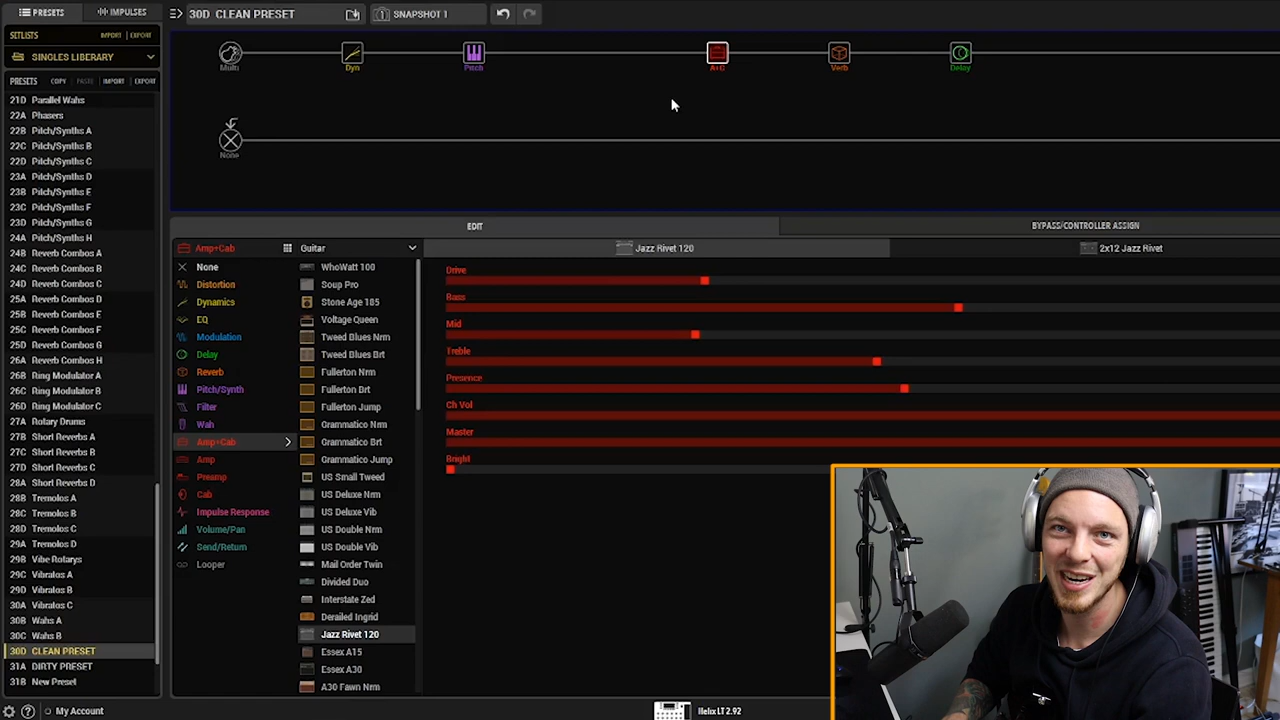 PRESETS
IMPULSES
30D CLEAN PRESET
SNAPSHOT 1
SETLISTS
IMPORT
EXPORT
SINGLES LIBERARY
PRESETS
COPY
PASTE
IMPORT
EXPORT
21D Parallel Wahs
22A Phasers
22B Pitch/Synths A
22C Pitch/Synths B
22D Pitch/Synths C
23A Pitch/Synths D
23B Pitch/Synths E
23C Pitch/Synths F
23D Pitch/Synths G
24A Pitch/Synths H
24B Reverb Combos A
24C Reverb Combos B
24D Reverb Combos C
25A Reverb Combos D
25B Reverb Combos E
25C Reverb Combos F
25D Reverb Combos G
26A Reverb Combos H
26B Ring Modulator A
26C Ring Modulator B
26D Ring Modulator C
27A Rotary Drums
27B Short Reverbs A
27C Short Reverbs B
27D Short Reverbs C
28A Short Reverbs D
28B Tremolos A
28C Tremolos B
28D Tremolos C
29A Tremolos D
29B Vibe Rotarys
29C Vibralos A
29D Vibralos B
30A Vibralos C
30B Wahs A
30C Wahs B
30D CLEAN PRESET
31A DIRTY PRESET
31B New Preset
My Account
Multi
Dyn
Pitch
A+C
Verb
Delay
None
EDIT
BYPASS/CONTROLLER ASSIGN
Amp+Cab
Guitar
Jazz Rivet 120
2x12 Jazz Rivet
None
Distortion
Dynamics
EQ
Modulation
Delay
Reverb
Pitch/Synth
Filter
Wah
Amp+Cab
Amp
Preamp
Cab
Impulse Response
Volume/Pan
Send/Return
Looper
WhoWatt 100
Soup Pro
Stone Age 185
Voltage Queen
Tweed Blues Nrm
Tweed Blues Brt
Fullerton Nrm
Fullerton Brt
Fullerton Jump
Grammatico Nrm
Grammatico Brt
Grammatico Jump
US Small Tweed
US Deluxe Nrm
US Deluxe Vib
US Double Nrm
US Double Vib
Mail Order Twin
Divided Duo
Interstate Zed
Derailed Ingrid
Jazz Rivet 120
Essex A15
Essex A30
A30 Fawn Nrm
Drive
Bass
Mid
Treble
Presence
Ch Vol
Master
Bright
Helix LT 2.92